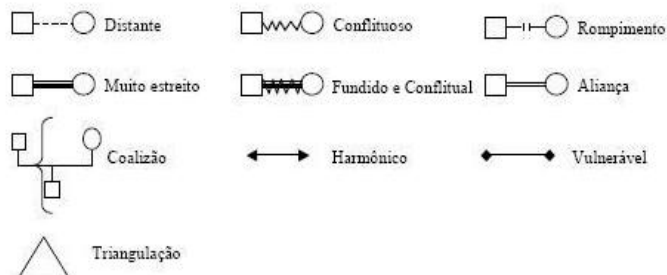 Distante
Conflituoso
Rompimento
Muito estreito
Fundido e Conflitual
Aliança
Coalizão
Harmônico
Vulnerável
Triangulação